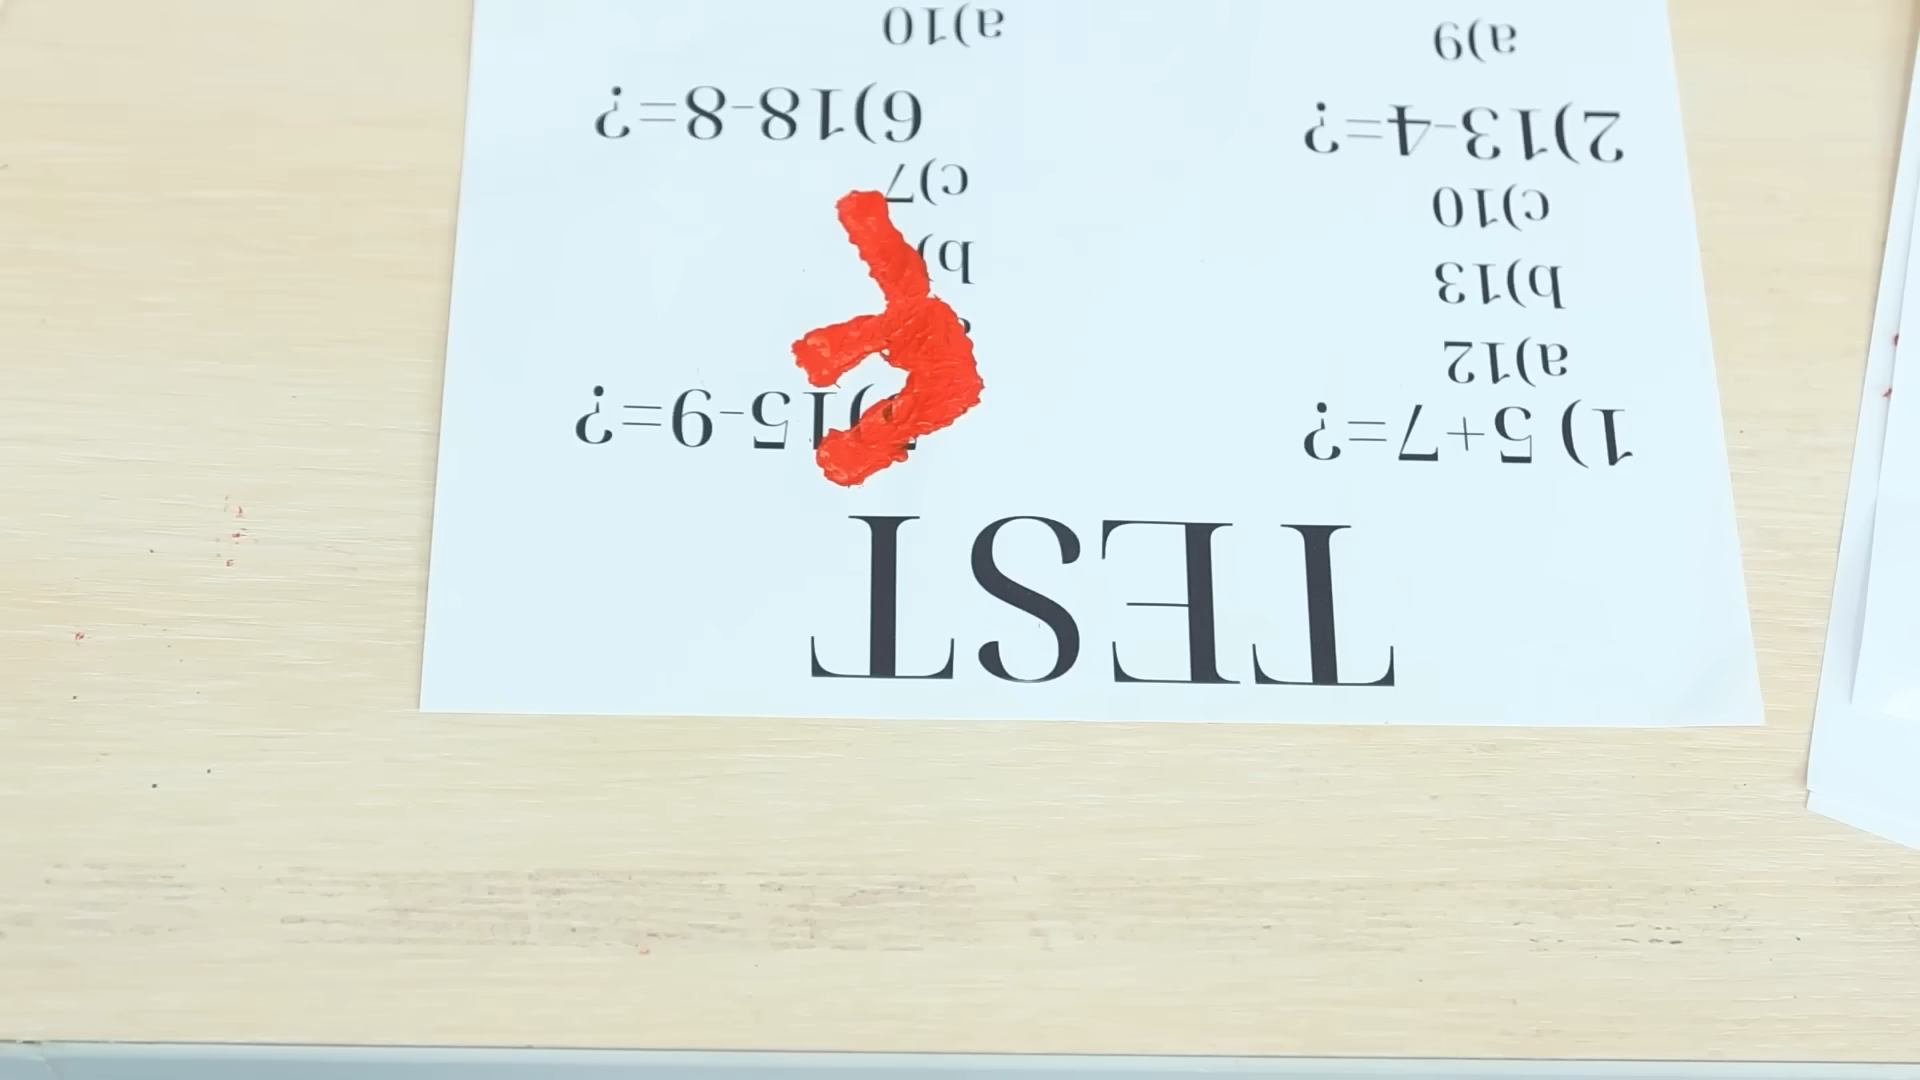 TEST
1) 5+7=?
a)12
b)13
c)10
2)13-4=?
a)9
)15-9=?
b)
c)7
6)18-8=?
a)10